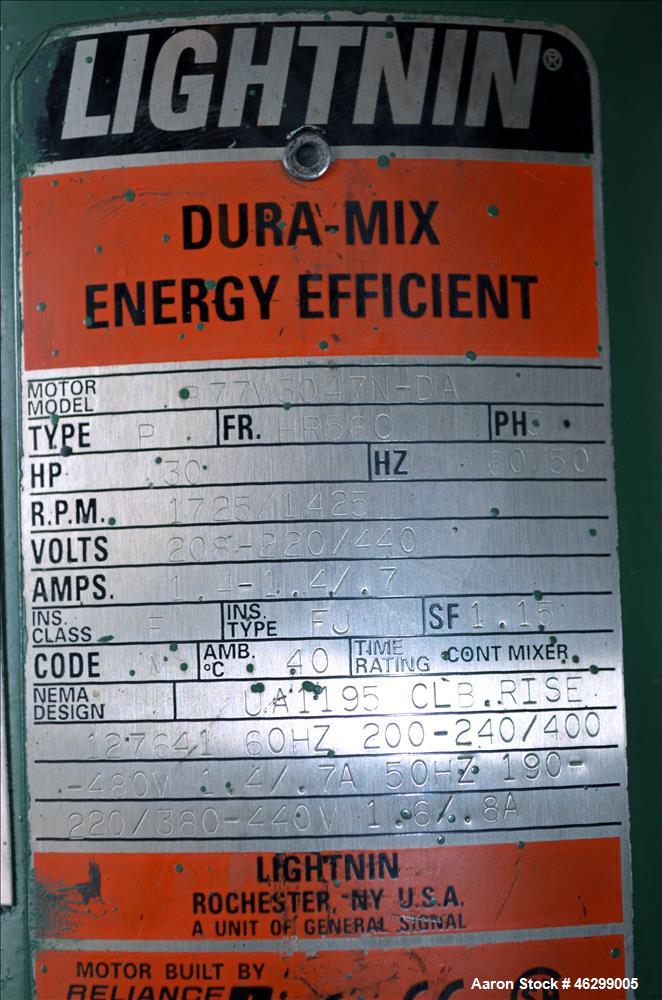 LIGHTNIN®
DURA-MIX
ENERGY EFFICIENT
MOTOR MODEL 77V3047N-DA
TYPE P FR. HR56C PH 3
HP .30 HZ 60/50
R.P.M. 1725/1425
VOLTS 208-220/440
AMPS. 1.4-1.4/.7
INS. CLASS F INS. TYPE FJ SF 1.15
CODE M AMB. °C 40 TIME RATING CONT MIXER
NEMA DESIGN UA1195 CLB.RISE
127641 60HZ 200-240/400
-480V 1.4/.7A 50HZ 190-
220/380-440V 1.6/.8A
LIGHTNIN
ROCHESTER, NY U.S.A.
A UNIT OF GENERAL SIGNAL
MOTOR BUILT BY
RELIANCE
Aaron Stock # 46299005